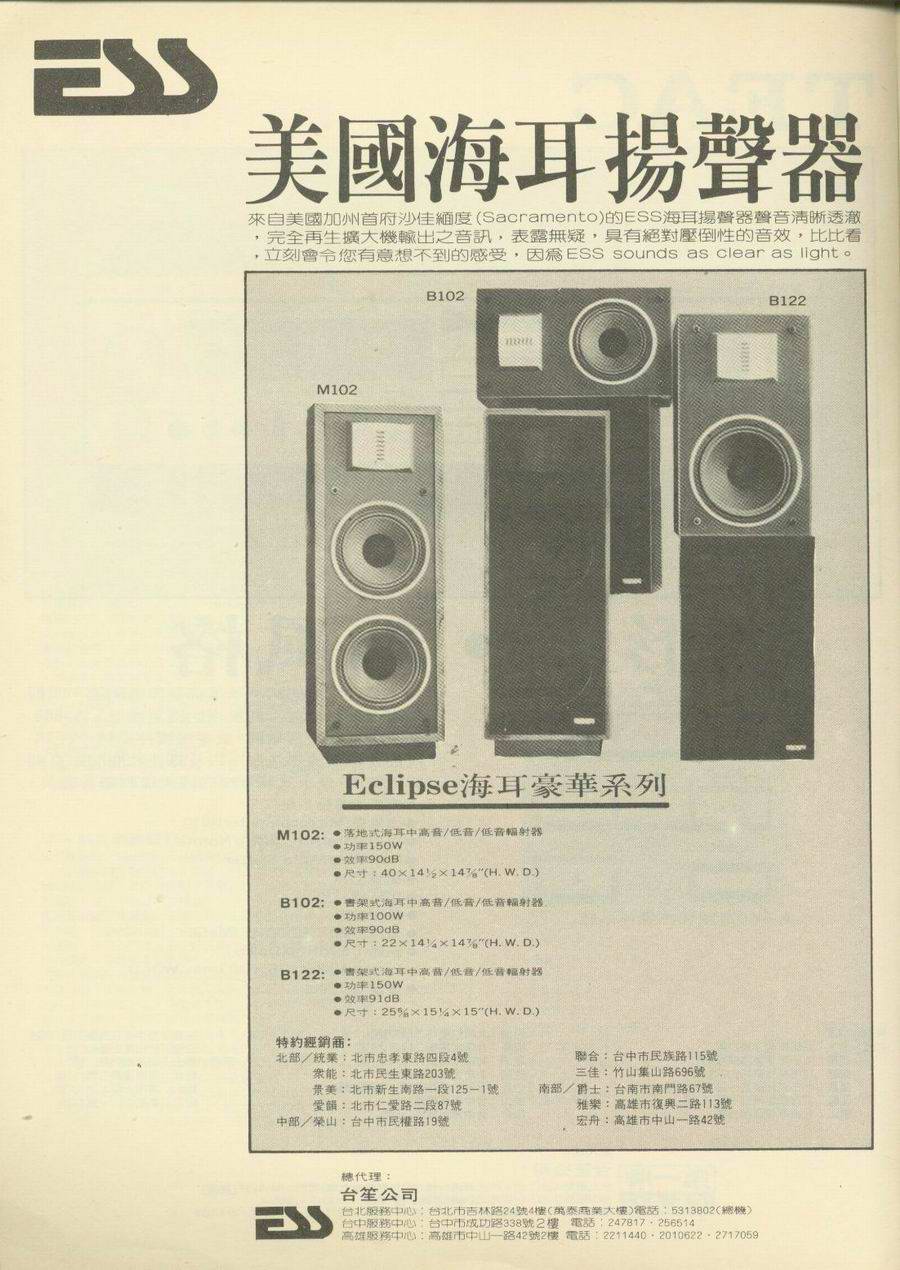 ESS
美國海耳揚聲器
來自美國加州首府沙佳緬度(Sacramento)的ESS海耳揚聲器聲音清晰透澈
，完全再生擴大機輸出之音訊，表露無疑，具有絕對壓倒性的音效，比比看
，立刻會令您有意想不到的感受，因為ESS sounds as clear as light。
B102
B122
M102
Eclipse海耳豪華系列
M102: ●落地式海耳中高音/低音/低音輻射器
●功率150W
●效率90dB
●尺寸：40×14½×14⅞"(H. W. D.)
B102: ●書架式海耳中高音/低音/低音輻射器
●功率100W
●效率90dB
●尺寸：22×14¼×14⅞"(H. W. D.)
B122: ●書架式海耳中高音/低音/低音輻射器
●功率150W
●效率91dB
●尺寸：25⅝×15¼×15"(H. W. D.)
特約經銷商：
北部／統業：北市忠孝東路四段4號
衆能：北市民生東路203號
景美：北市新生南路一段125－1號
愛韻：北市仁愛路二段87號
中部／榮山：台中市民權路19號
聯合：台中市民族路115號
三佳：竹山集山路696號
南部／爵士：台南市南門路67號
雅樂：高雄市復興二路113號
宏舟：高雄市中山一路42號
總代理：
台笙公司
ESS
台北服務中心：台北市吉林路24號4樓(萬泰商業大樓)電話：5313802(總機)
台中服務中心：台中市成功路338號2樓 電話：247817・256514
高雄服務中心：高雄市中山一路42號2樓 電話：2211440・2010622・2717059